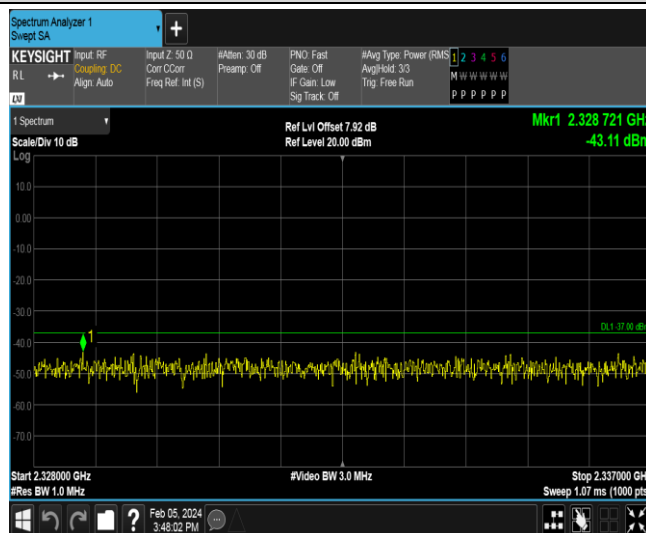 Spectrum Analyzer 1
Swept SA
+
KEYSIGHT
RL
LXI
Input: RF
Coupling: DC
Align: Auto
Input Z: 50 Ω
Corr CCorr
Freq Ref: Int (S)
#Atten: 30 dB
Preamp: Off
PNO: Fast
Gate: Off
IF Gain: Low
Sig Track: Off
#Avg Type: Power (RMS
Avg|Hold: 3/3
Trig: Free Run
1 2 3 4 5 6
M W W W W W
P P P P P P
1 Spectrum
Scale/Div 10 dB
Ref Lvl Offset 7.92 dB
Ref Level 20.00 dBm
Mkr1 2.328 721 GHz
-43.11 dBm
Log
10.0
0.00
-10.0
-20.0
-30.0
DL1 -37.00 dBm
1
-40.0
-50.0
-60.0
-70.0
Start 2.328000 GHz
#Res BW 1.0 MHz
#Video BW 3.0 MHz
Stop 2.337000 GHz
Sweep 1.07 ms (1000 pts
?
Feb 05, 2024
3:48:02 PM